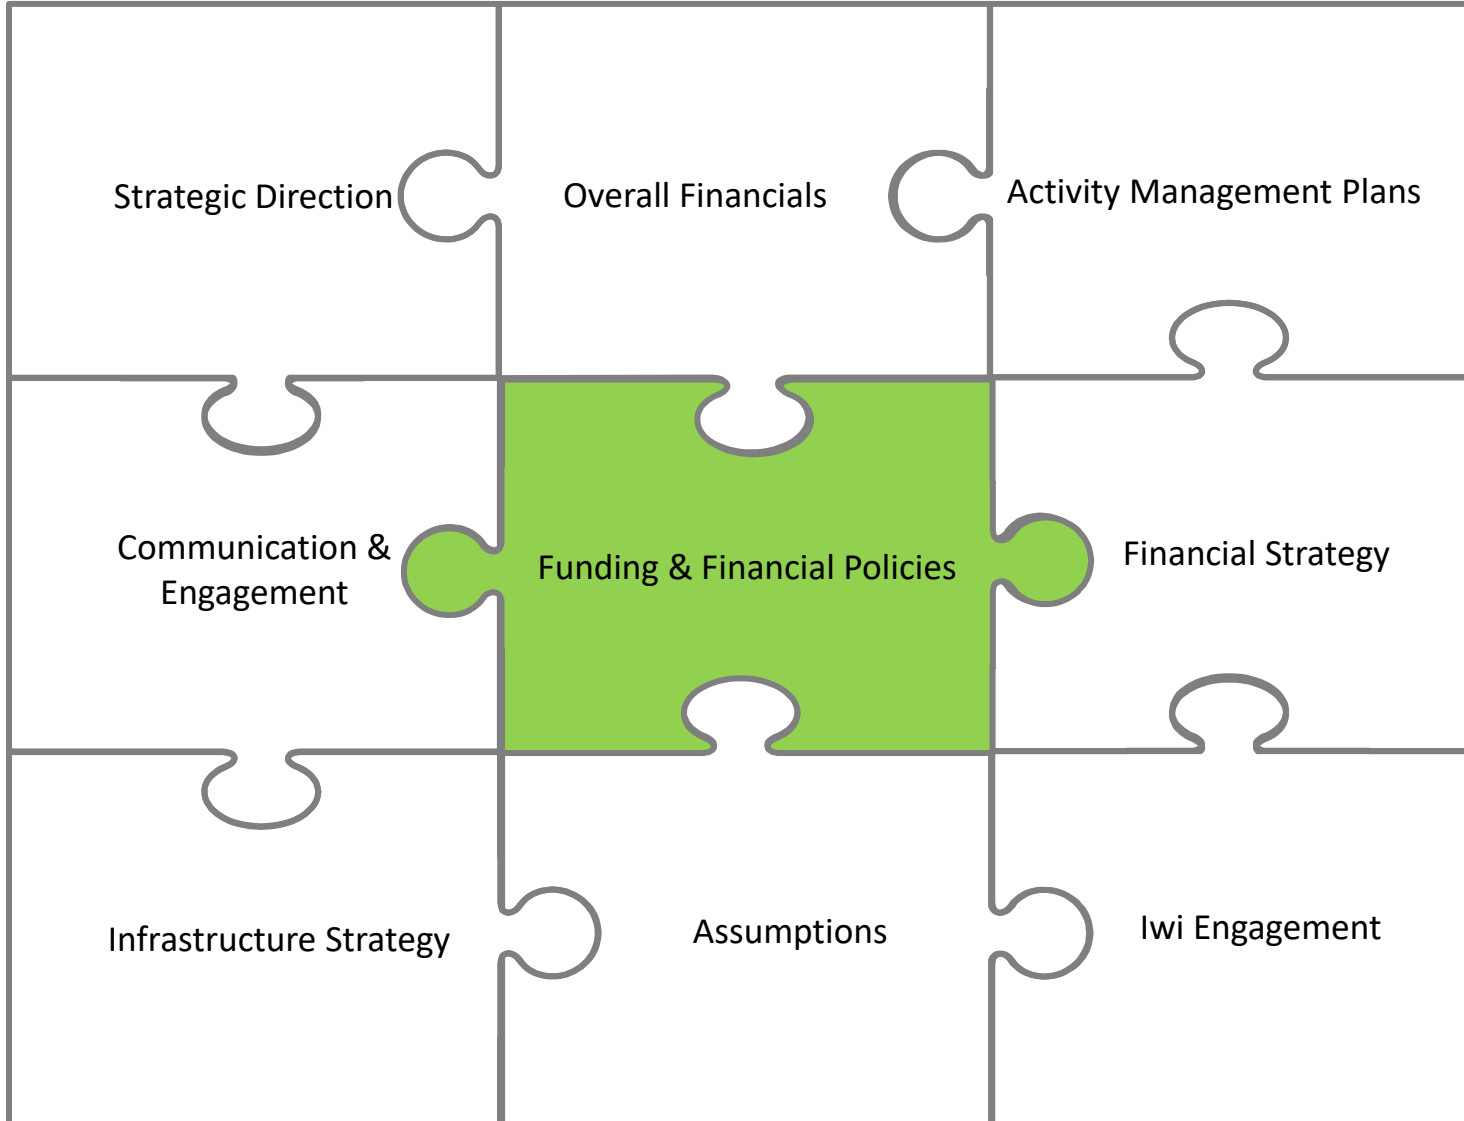 Strategic Direction
Overall Financials
Activity Management Plans
Communication &
Engagement
Funding & Financial Policies
Financial Strategy
Infrastructure Strategy
Assumptions
Iwi Engagement